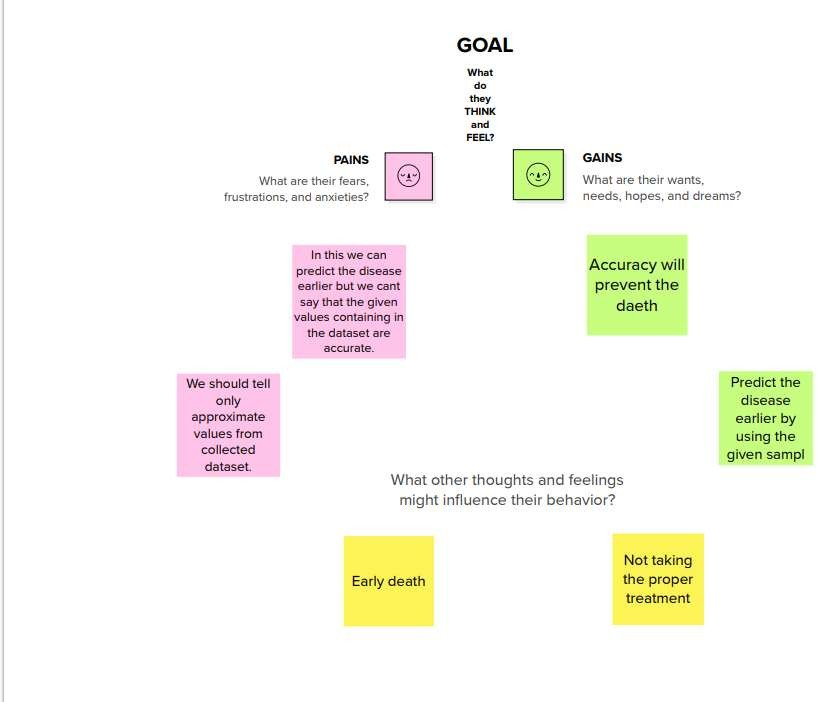 GOAL
What
do
they
THINK
and
FEEL?
PAINS
What are their fears,
frustrations, and anxieties?
GAINS
What are their wants,
needs, hopes, and dreams?
In this we can
predict the disease
earlier but we cant
say that the given
values containing in
the dataset are
accurate.
Accuracy will
prevent the
daeth
We should tell
only
approximate
values from
collected
dataset.
Predict the
disease
earlier by
using the
given sampl
What other thoughts and feelings
might influence their behavior?
Early death
Not taking
the proper
treatment